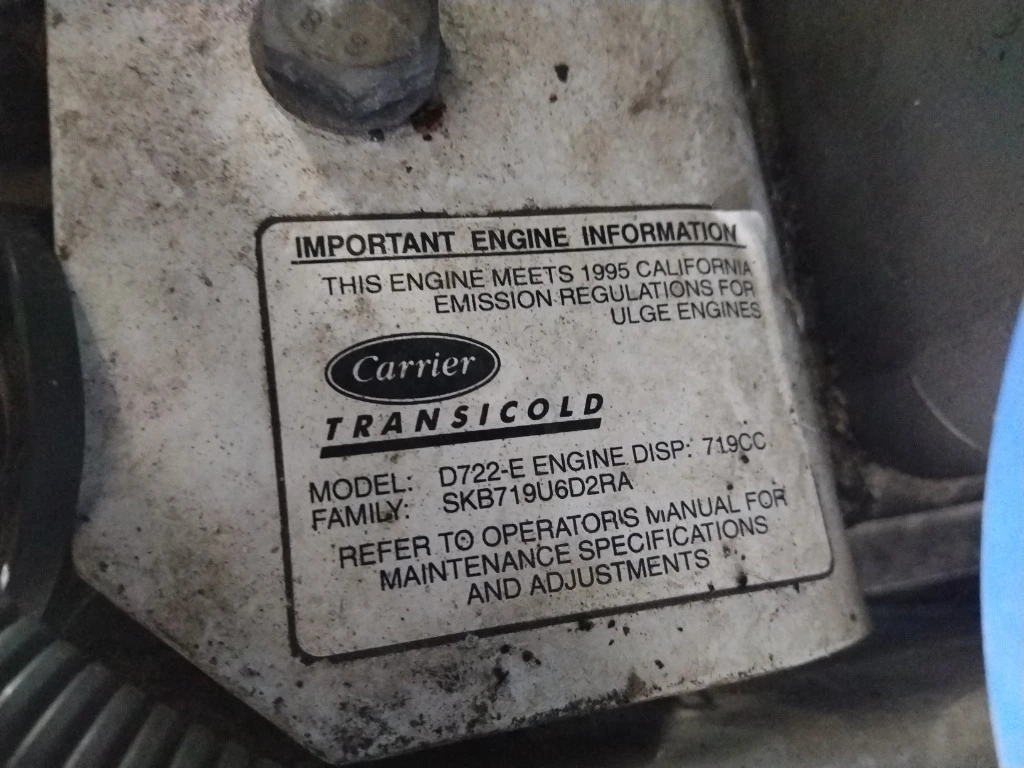 IMPORTANT ENGINE INFORMATION
THIS ENGINE MEETS 1995 CALIFORNIA
EMISSION REGULATIONS FOR
ULGE ENGINES
Carrier
TRANSICOLD
MODEL: D722-E ENGINE DISP: 719CC
FAMILY: SKB719U6D2RA
REFER TO OPERATOR'S MANUAL FOR
MAINTENANCE SPECIFICATIONS
AND ADJUSTMENTS